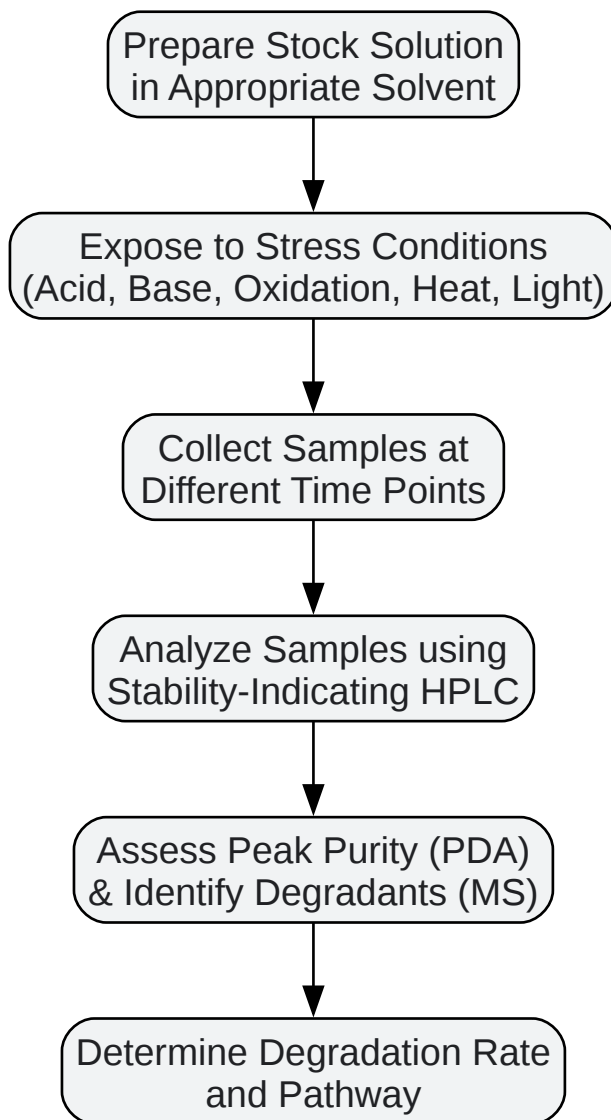 Prepare Stock Solution
in Appropriate Solvent
Expose to Stress Conditions
(Acid, Base, Oxidation, Heat, Light)
Collect Samples at
Different Time Points
Analyze Samples using
Stability-Indicating HPLC
Assess Peak Purity (PDA)
& Identify Degradants (MS)
Determine Degradation Rate
and Pathway